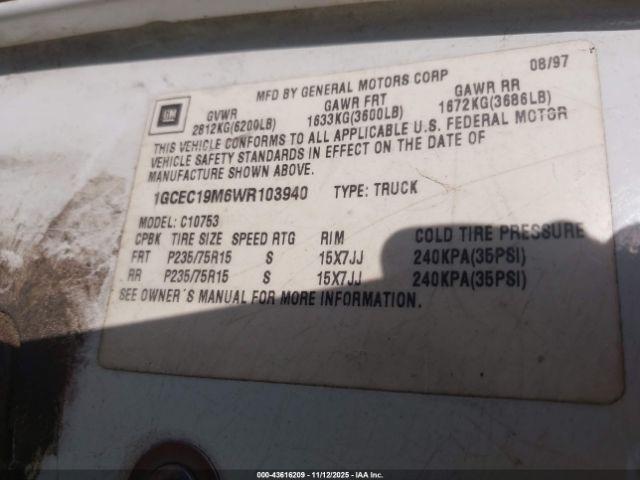 MFD BY GENERAL MOTORS CORP 08/97
GM GVWR GAWR FRT GAWR RR
2812KG(6200LB) 1633KG(3600LB) 1672KG(3686LB)
THIS VEHICLE CONFORMS TO ALL APPLICABLE U.S. FEDERAL MOTOR
VEHICLE SAFETY STANDARDS IN EFFECT ON THE DATE OF
MANUFACTURE SHOWN ABOVE.
1GCEC19M6WR103940 TYPE: TRUCK
MODEL: C10753
CPBK TIRE SIZE SPEED RTG RIM COLD TIRE PRESSURE
FRT P235/75R15 S 15X7JJ 240KPA(35PSI)
RR P235/75R15 S 15X7JJ 240KPA(35PSI)
SEE OWNER'S MANUAL FOR MORE INFORMATION.
000-43616209 - 11/12/2025 - IAA Inc.